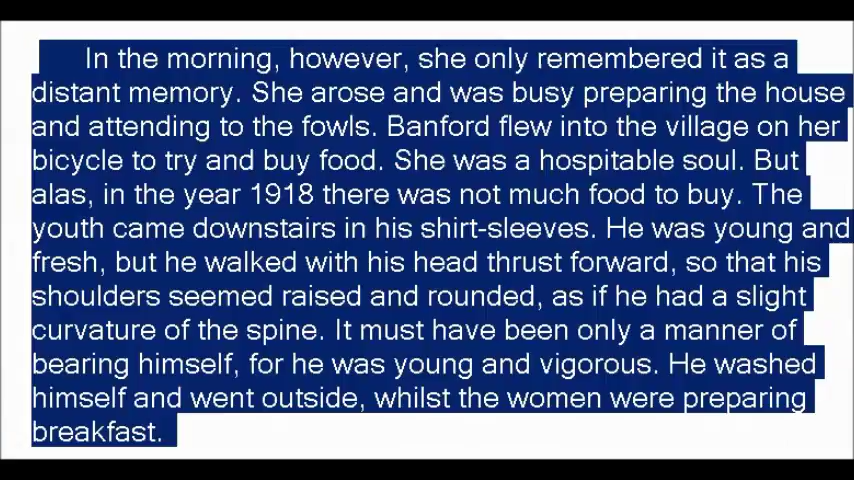 In the morning, however, she only remembered it as a
distant memory. She arose and was busy preparing the house
and attending to the fowls. Banford flew into the village on her
bicycle to try and buy food. She was a hospitable soul. But
alas, in the year 1918 there was not much food to buy. The
youth came downstairs in his shirt-sleeves. He was young and
fresh, but he walked with his head thrust forward, so that his
shoulders seemed raised and rounded, as if he had a slight
curvature of the spine. It must have been only a manner of
bearing himself, for he was young and vigorous. He washed
himself and went outside, whilst the women were preparing
breakfast.